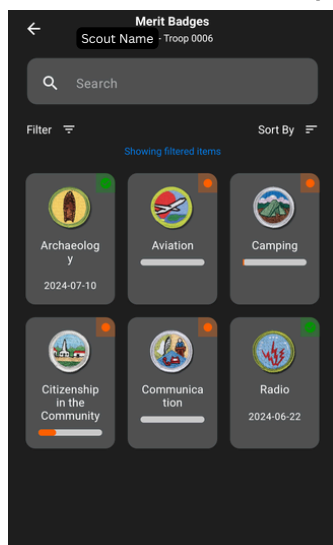 Merit Badges
Scout Name - Troop 0006
Search
Filter
Sort By
Showing filtered items
Archaeolog
y
2024-07-10
Aviation
Camping
Citizenship
in the
Community
Communica
tion
Radio
2024-06-22